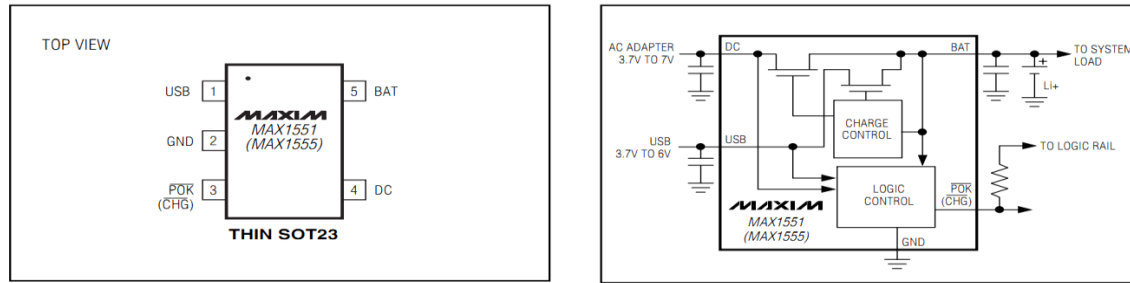 TOP VIEW
USB 1
5 BAT
MAXIM
MAX1551
(MAX1555)
GND 2
POK 3
(CHG)
4 DC
THIN SOT23
AC ADAPTER
3.7V TO 7V
DC
BAT
TO SYSTEM
LOAD
+
Li+
CHARGE
CONTROL
USB
3.7V TO 6V
USB
TO LOGIC RAIL
LOGIC
CONTROL
POK
(CHG)
MAXIM
MAX1551
(MAX1555)
GND